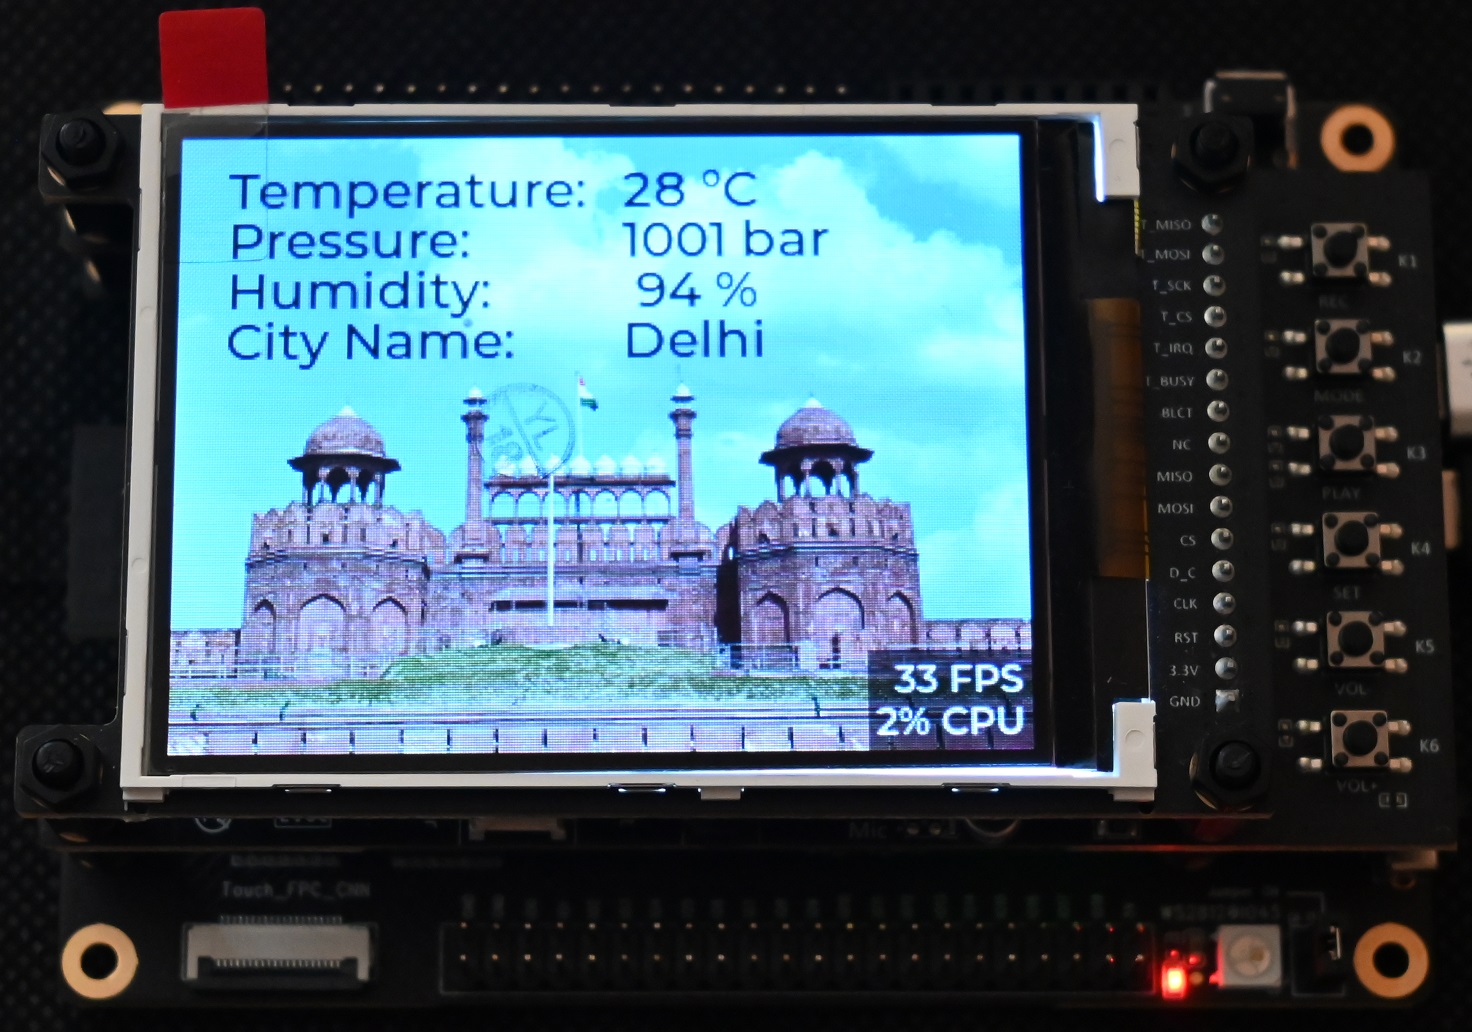 Temperature: 28 °C
Pressure: 1001 bar
Humidity: 94 %
City Name: Delhi
33 FPS
2% CPU
T_MISO
T_MOSI
T_SCK
T_CS
T_IRQ
T_BUSY
BLCT
NC
MISO
MOSI
CS
D_C
CLK
RST
3.3V
GND
K1
REC
K2
MODE
K3
PLAY
K4
SET
K5
VOL-
K6
VOL+
Mic
Touch_FPC_CNN